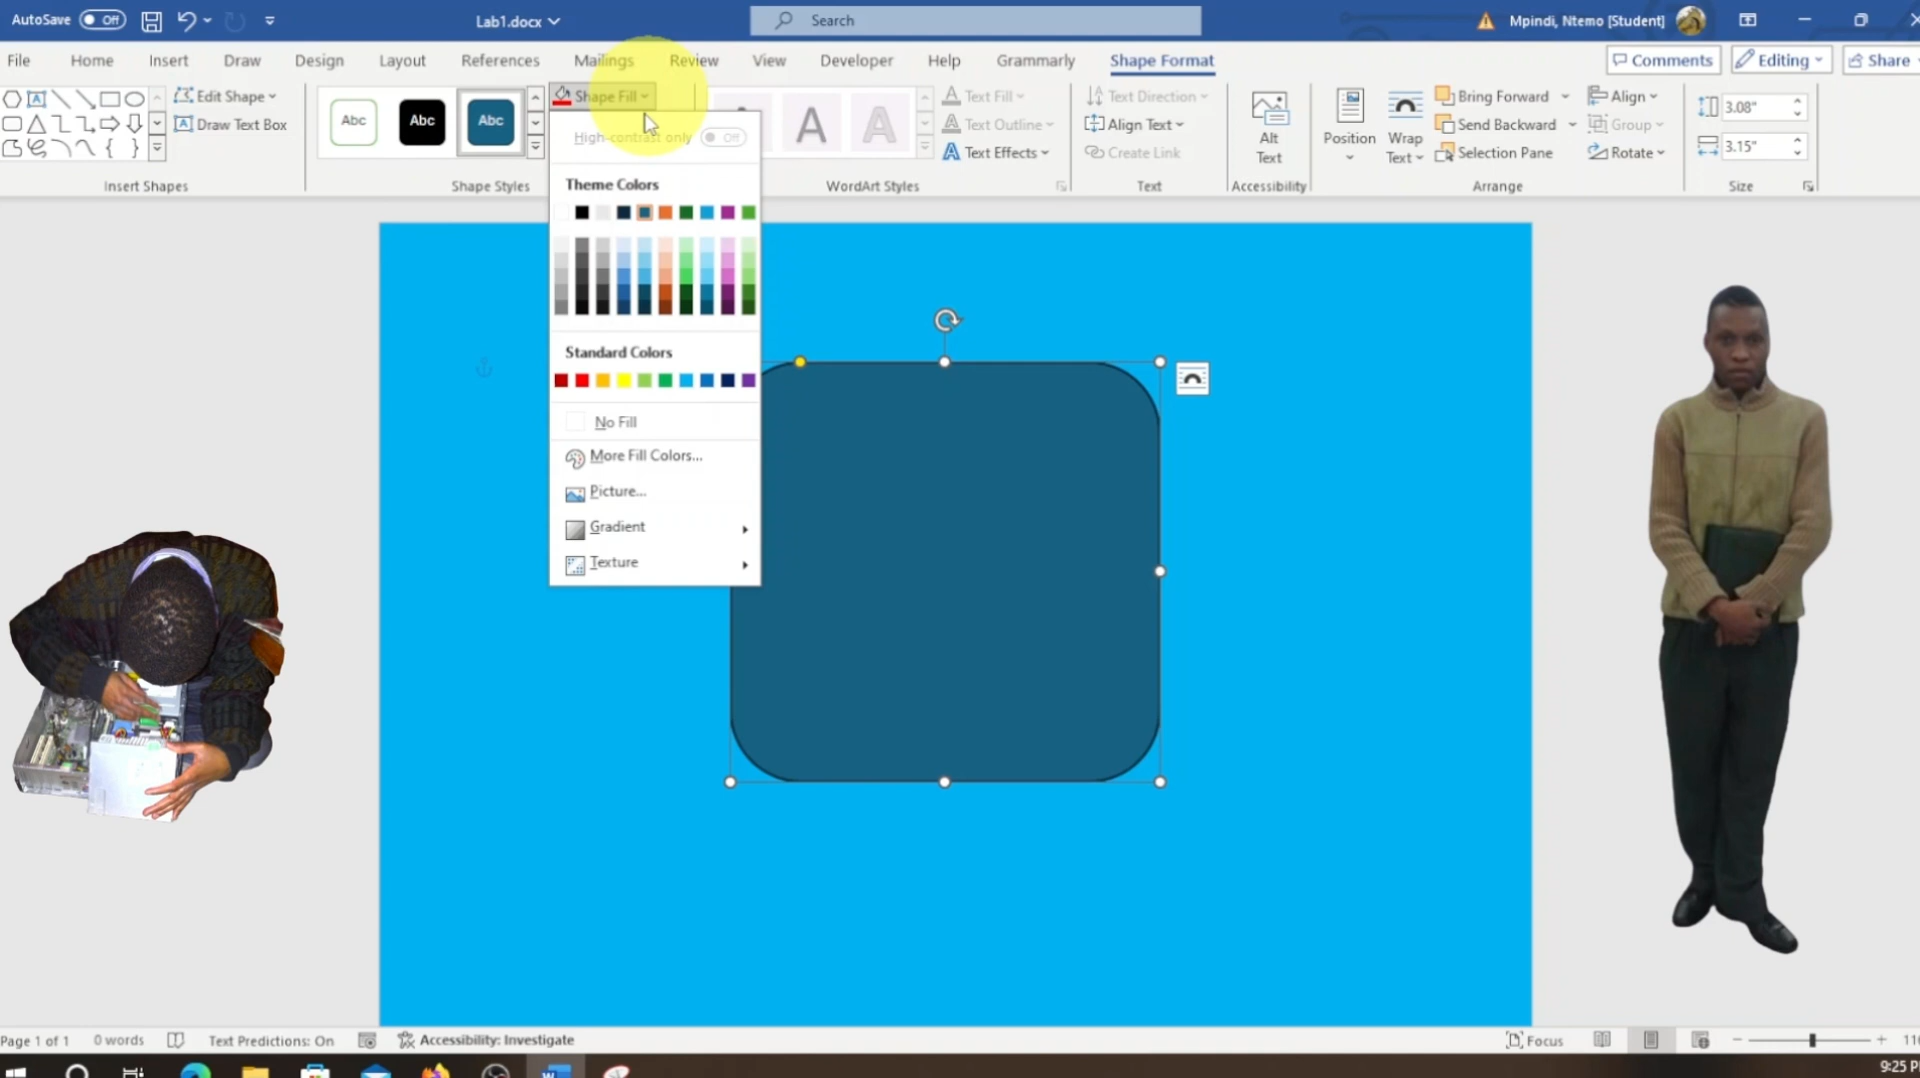 AutoSave Off Lab1.docx Search Mpindi, Ntemo [Student]
File Home Insert Draw Design Layout References Mailings Review View Developer Help Grammarly Shape Format Comments Editing Share
Edit Shape
Draw Text Box
Insert Shapes
Abc Abc Abc
Shape Styles
Shape Fill
High-contrast only Off
Theme Colors
Standard Colors
No Fill
More Fill Colors...
Picture...
Gradient
Texture
A A
WordArt Styles
Text Fill
Text Outline
Text Effects
Text Direction
Align Text
Create Link
Text
Alt Text
Accessibility
Position
Wrap Text
Bring Forward
Send Backward
Selection Pane
Align
Group
Rotate
Arrange
3.08"
3.15"
Size
Page 1 of 1 0 words Text Predictions: On Accessibility: Investigate Focus
9:25